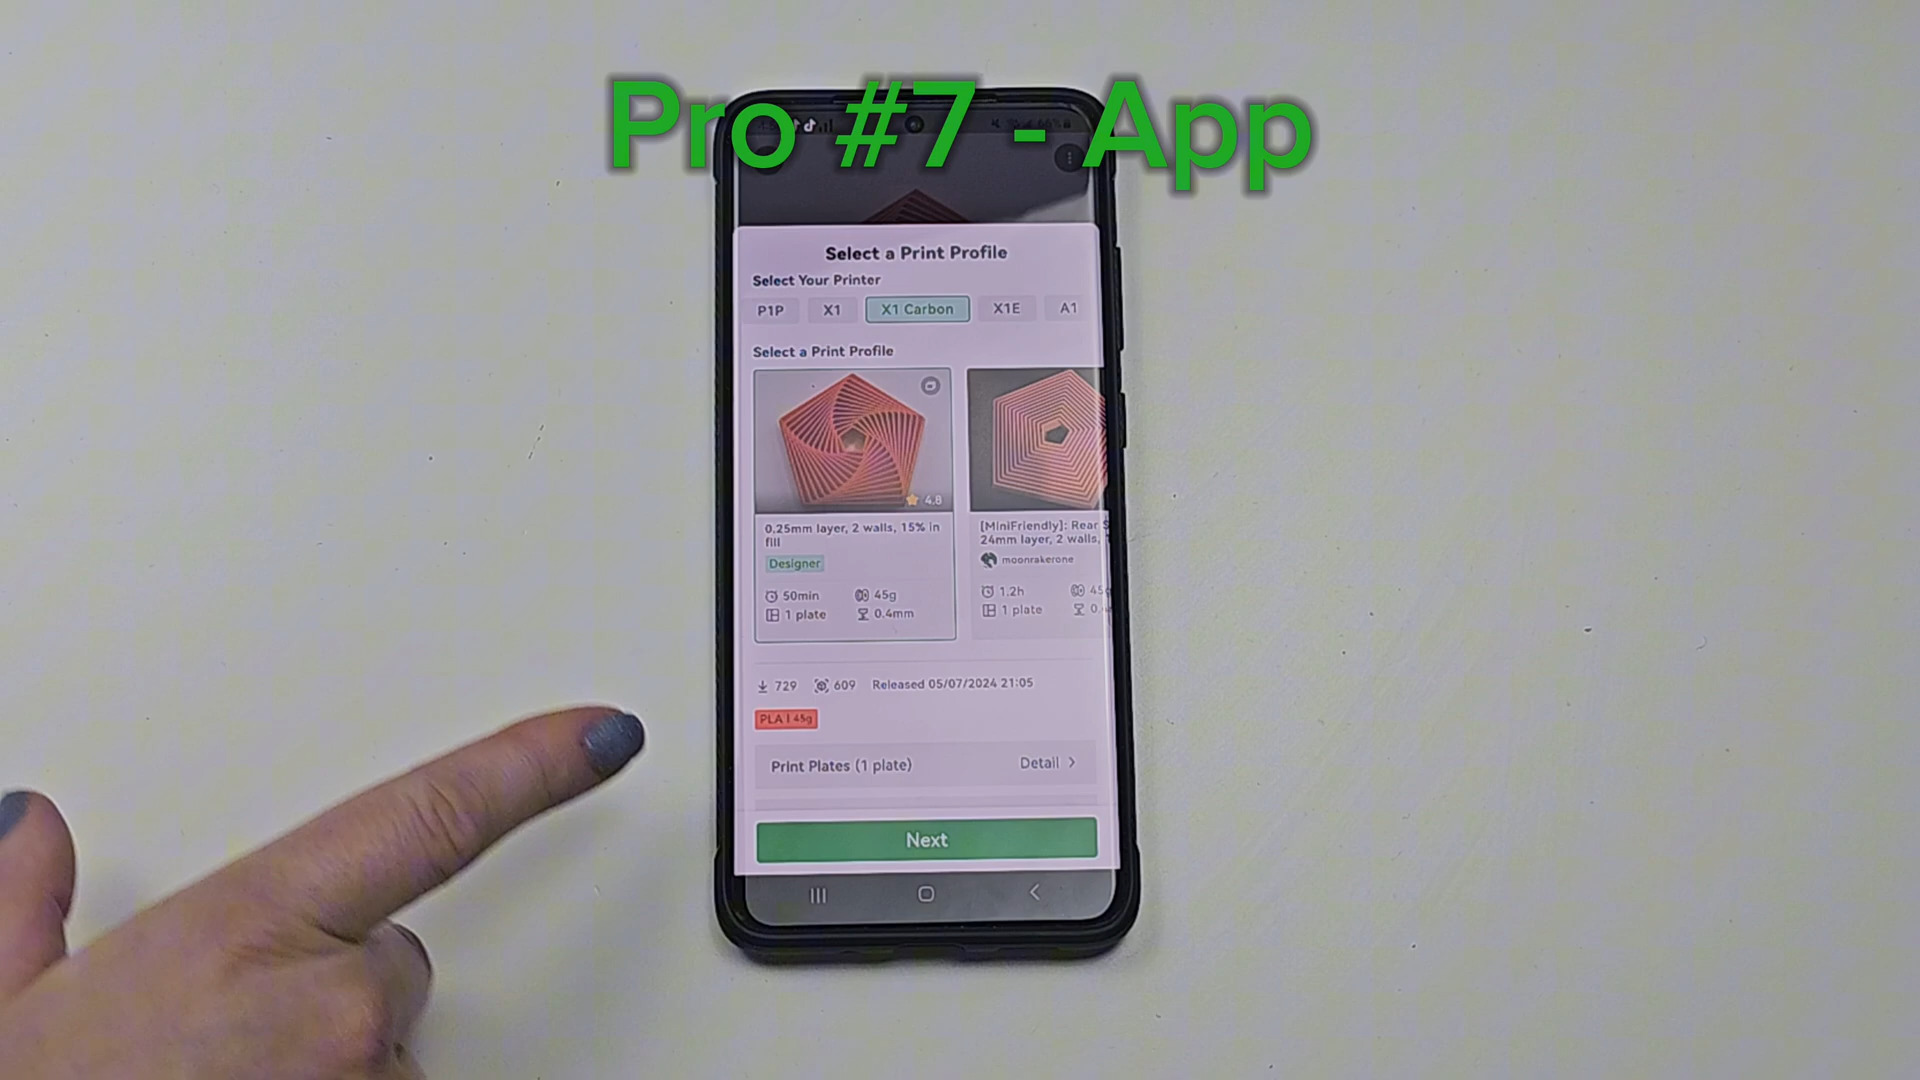 Pro #7 - App
66%
Select a Print Profile
Select Your Printer
P1P X1 X1 Carbon X1E A1
Select a Print Profile
4.8
0.25mm layer, 2 walls, 15% in
fill
Designer
50min 45g
1 plate 0.4mm
[MiniFriendly]: Rear
24mm layer, 2 walls,
moonrakerone
1.2h 45g
1 plate 0.
729 609 Released 05/07/2024 21:05
PLA | 45g
Print Plates (1 plate) Detail >
Next